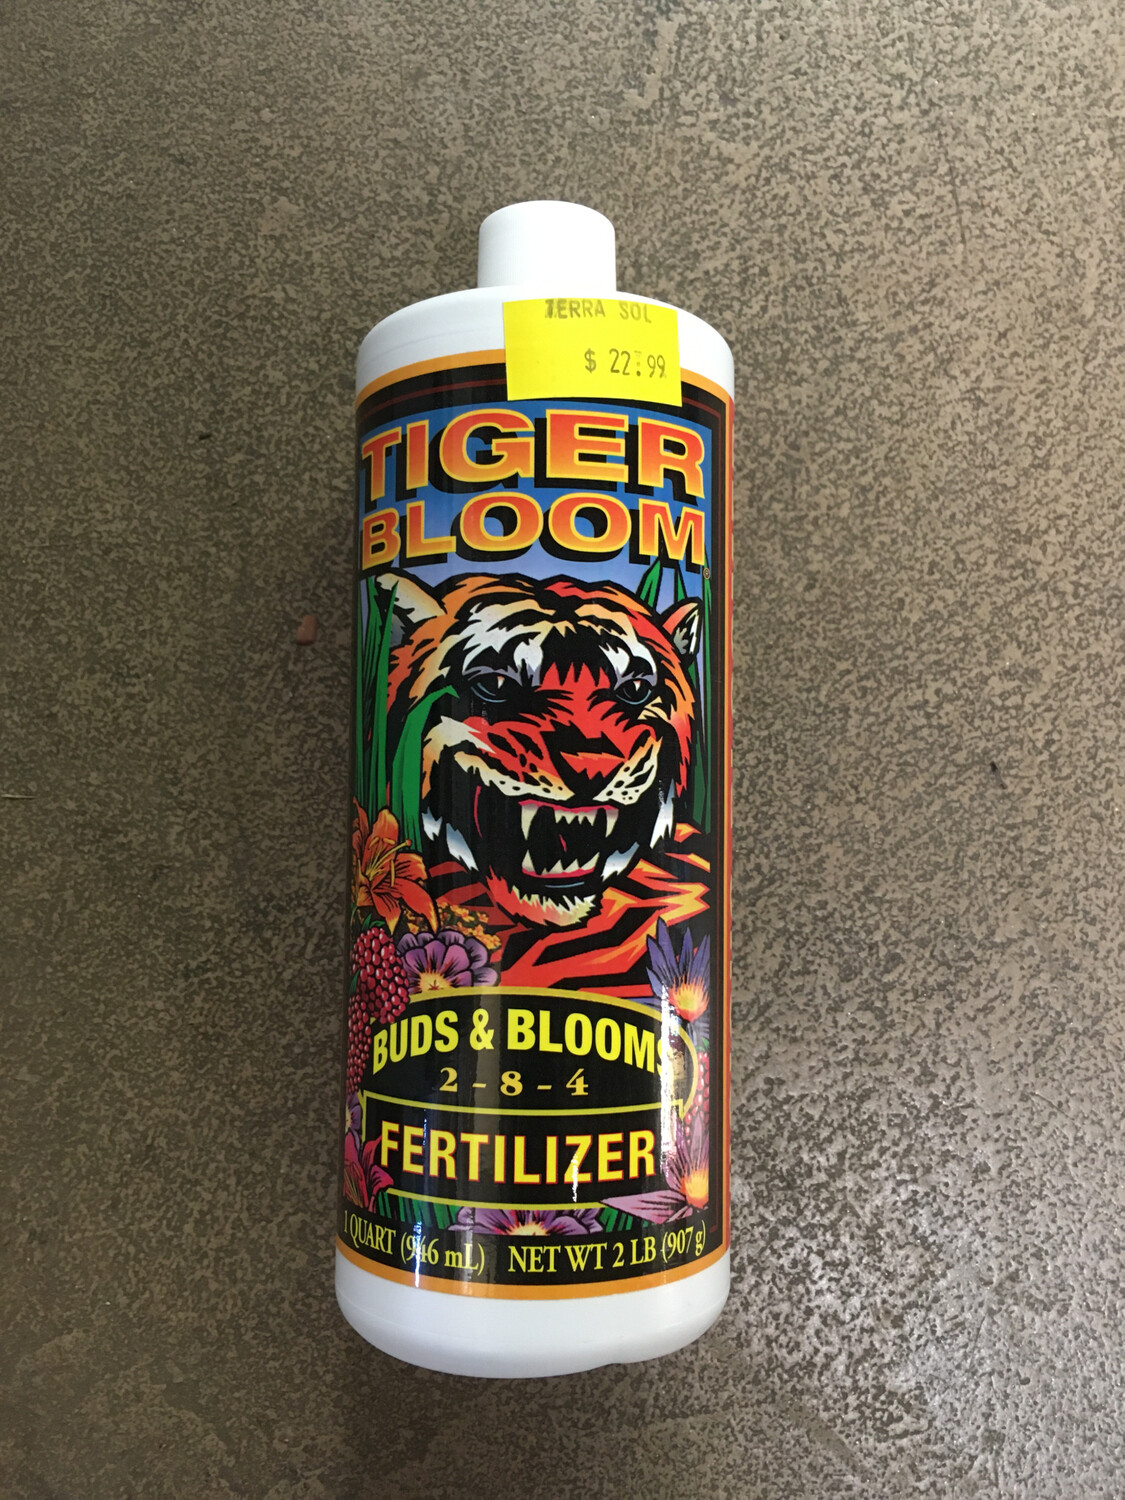 TERRA SOL
$ 22.99
TIGER
BLOOM®
BUDS & BLOOMS
2-8-4
FERTILIZER
1 QUART (946 mL) NET WT 2 LB (907 g)